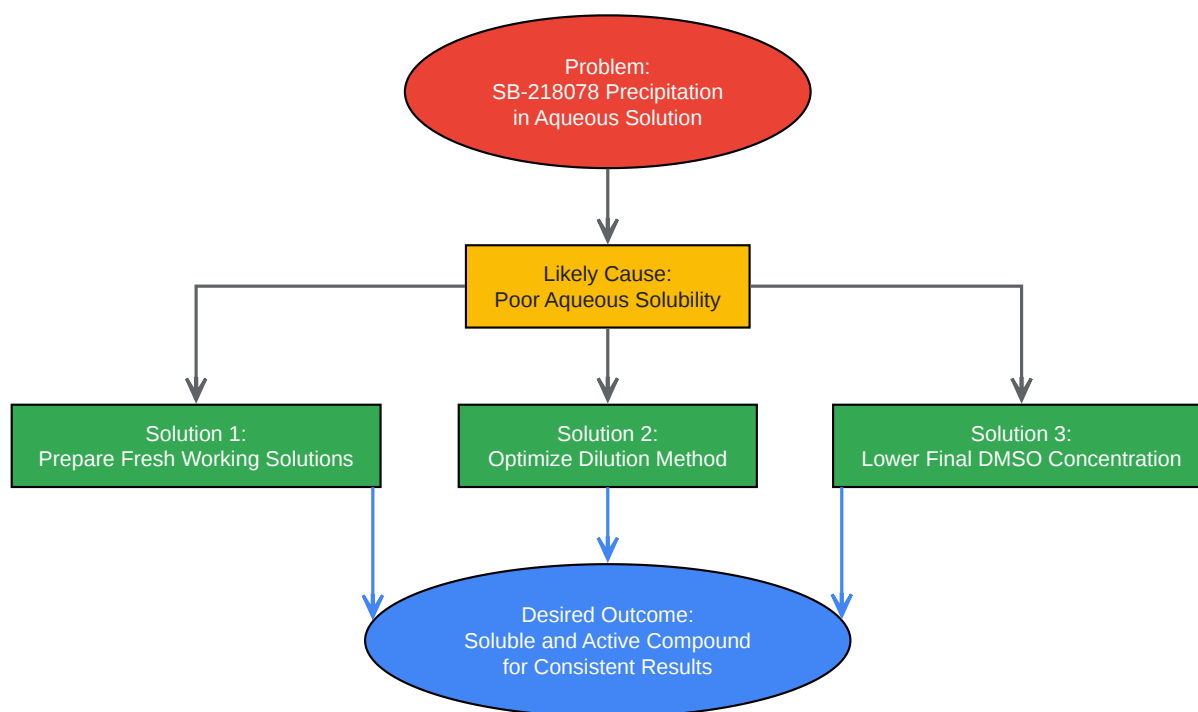 Problem:
SB-218078 Precipitation
in Aqueous Solution
Likely Cause:
Poor Aqueous Solubility
Solution 1:
Prepare Fresh Working Solutions
Solution 2:
Optimize Dilution Method
Solution 3:
Lower Final DMSO Concentration
Desired Outcome:
Soluble and Active Compound
for Consistent Results